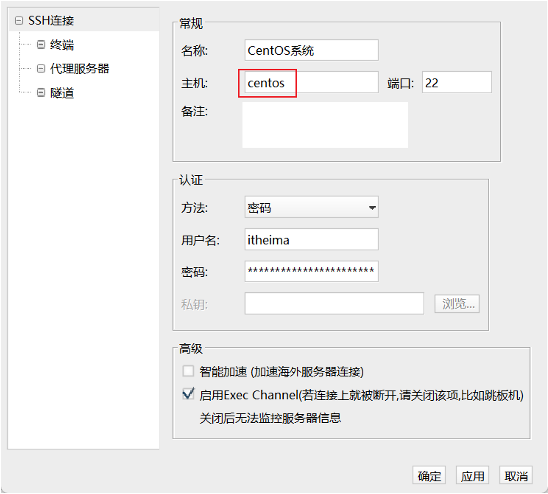 SSH连接
终端
代理服务器
隧道
常规
名称: CentOS系统
主机: centos 端口: 22
备注:
认证
方法: 密码
用户名: itheima
密码: ***********************
私钥: 浏览...
高级
智能加速 (加速海外服务器连接)
启用Exec Channel(若连接上就被断开,请关闭该项,比如跳板机)
关闭后无法监控服务器信息
确定 应用 取消